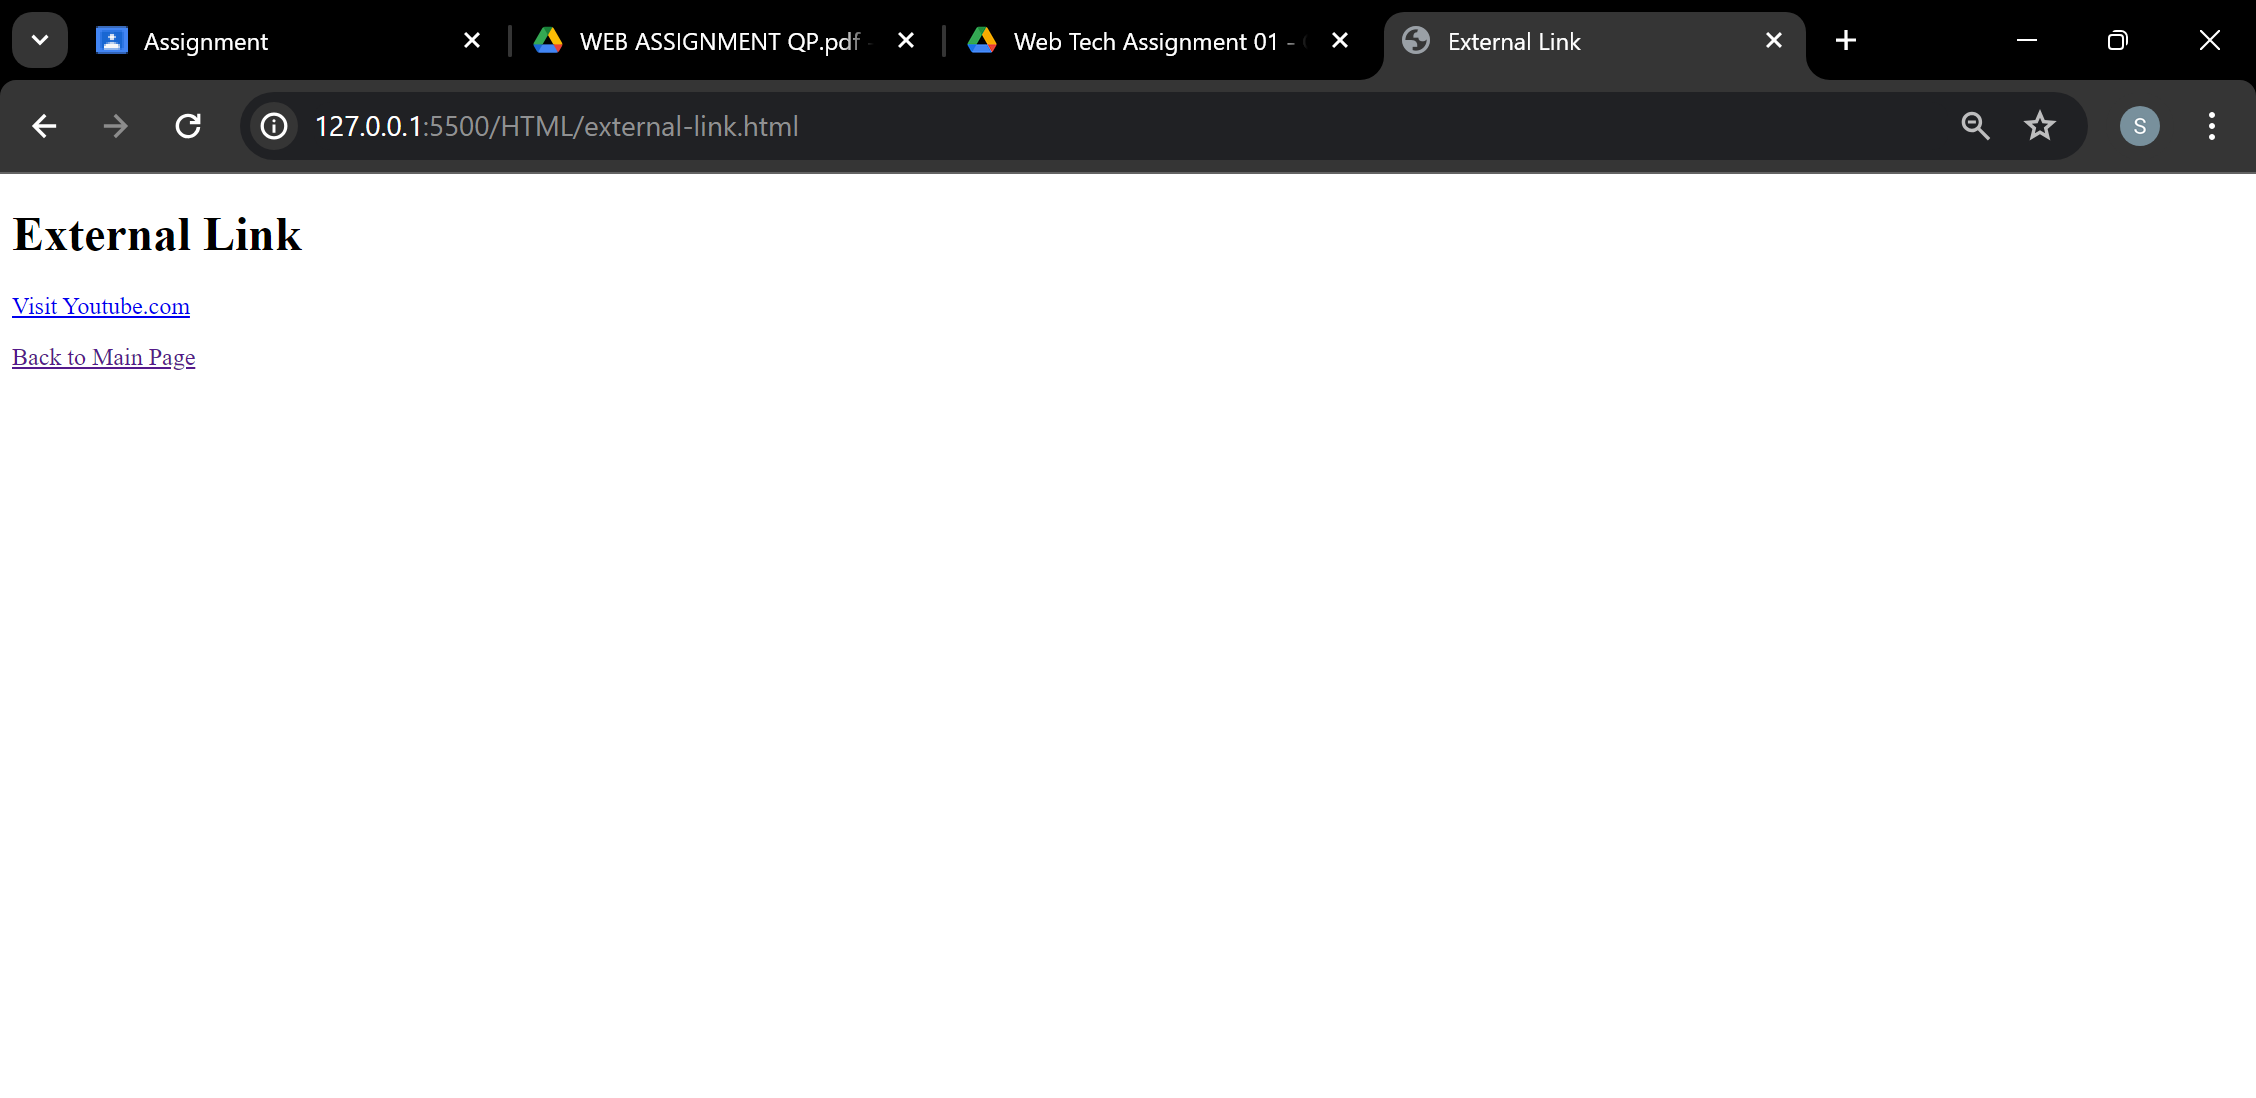 Assignment
WEB ASSIGNMENT QP.pdf -
Web Tech Assignment 01 -
External Link
127.0.0.1:5500/HTML/external-link.html
S
External Link
Visit Youtube.com
Back to Main Page